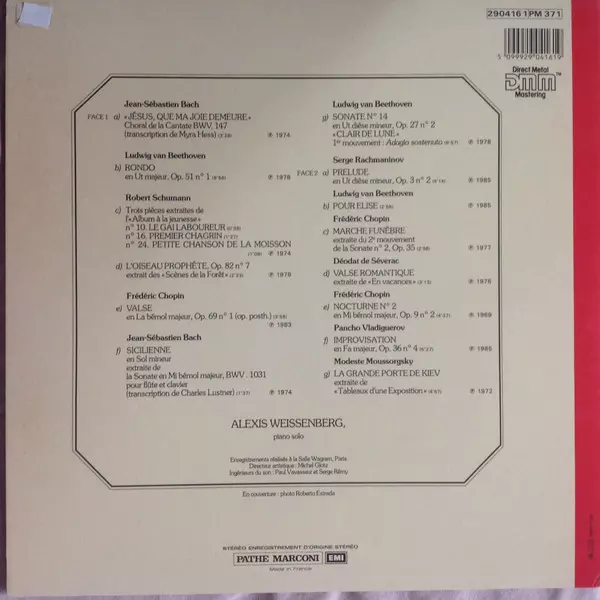 290416 1 PM 371
5 099929 041619
Direct Metal
DMM™
Mastering
Jean-Sébastien Bach
FACE 1 a) «JÉSUS, QUE MA JOIE DEMEURE»
Choral de la Cantate BWV. 147
(transcription de Myra Hess) ℗ 1974
Ludwig van Beethoven
b) RONDO
en Ut majeur, Op. 51 n° 1 ℗ 1978
Robert Schumann
c) Trois pièces extraites de
l'«Album à la jeunesse»
n° 10. LE GAI LABOUREUR
n° 16. PREMIER CHAGRIN
n° 24. PETITE CHANSON DE LA MOISSON
℗ 1974
d) L'OISEAU PROPHÈTE, Op. 82 n° 7
extrait des «Scènes de la Forêt» ℗ 1978
Frédéric Chopin
e) VALSE
en La bémol majeur, Op. 69 n° 1 (op. posth.)
℗ 1983
Jean-Sébastien Bach
f) SICILIENNE
en Sol mineur
extraite de
la Sonate en Mi bémol majeur, BWV. 1031
pour flûte et clavier
(transcription de Charles Lustner) ℗ 1974
Ludwig van Beethoven
g) SONATE N° 14
en Ut dièse mineur, Op. 27 n° 2
«CLAIR DE LUNE»
1er mouvement : Adagio sostenuto ℗ 1978
Serge Rachmaninov
FACE 2 a) PRELUDE
en Ut dièse mineur, Op. 3 n° 2 ℗ 1985
Ludwig van Beethoven
b) POUR ELISE ℗ 1985
Frédéric Chopin
c) MARCHE FUNÈBRE
extraite du 2e mouvement
de la Sonate n° 2, Op. 35 ℗ 1977
Déodat de Séverac
d) VALSE ROMANTIQUE
extraite de «En vacances» ℗ 1978
Frédéric Chopin
e) NOCTURNE N° 2
en Mi bémol majeur, Op. 9 n° 2 ℗ 1969
Pancho Vladiguerov
f) IMPROVISATION
en Fa majeur, Op. 36 n° 4 ℗ 1985
Modeste Moussorgsky
g) LA GRANDE PORTE DE KIEV
extraite de
«Tableaux d'une Exposition» ℗ 1972
ALEXIS WEISSENBERG,
piano solo
Enregistrements réalisés à la Salle Wagram, Paris
Directeur artistique : Michel Glotz
Ingénieurs du son : Paul Vavasseur et Serge Rémy
En couverture : photo Roberto Estrada
STÉRÉO ENREGISTREMENT D'ORIGINE STÉRÉO
PATHE MARCONI EMI
Made in France